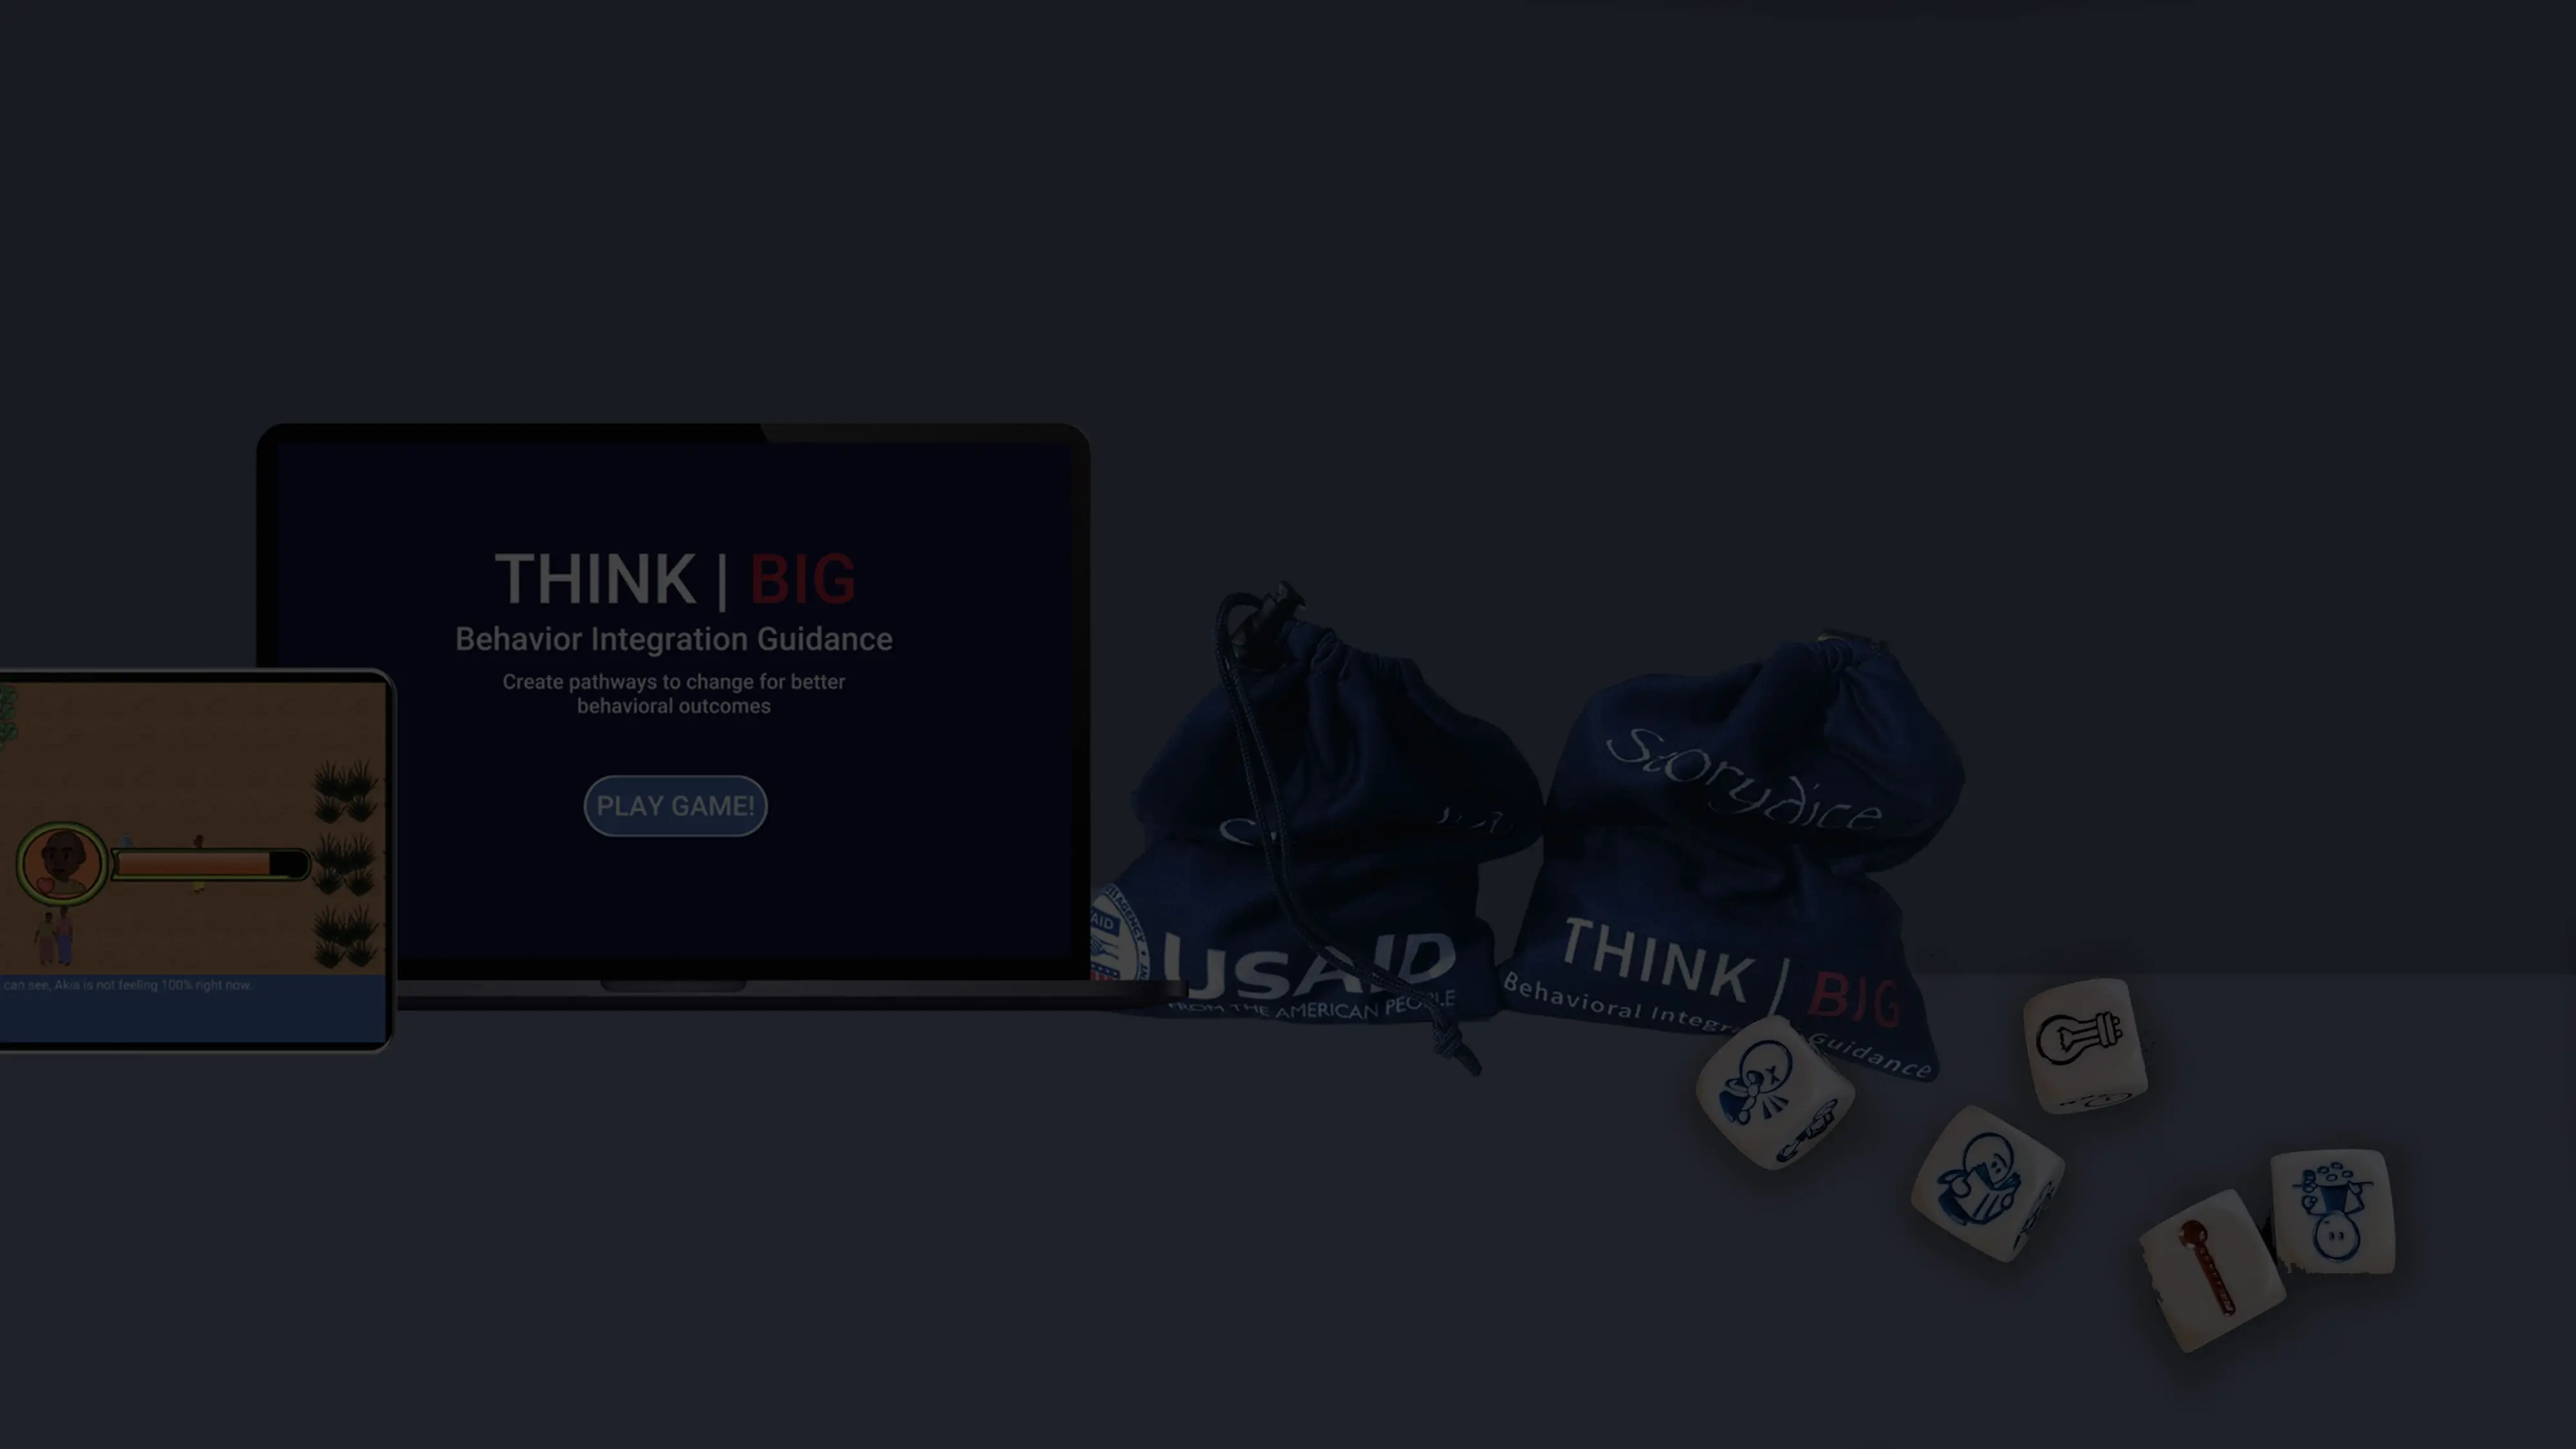 THINK | BIG
Behavior Integration Guidance
Create pathways to change for better
behavioral outcomes
PLAY GAME!
can see, Akia is not feeling 100% right now.
USAID
FROM THE AMERICAN PEOPLE
Storydice
THINK | BIG
Behavioral Integr Guidance